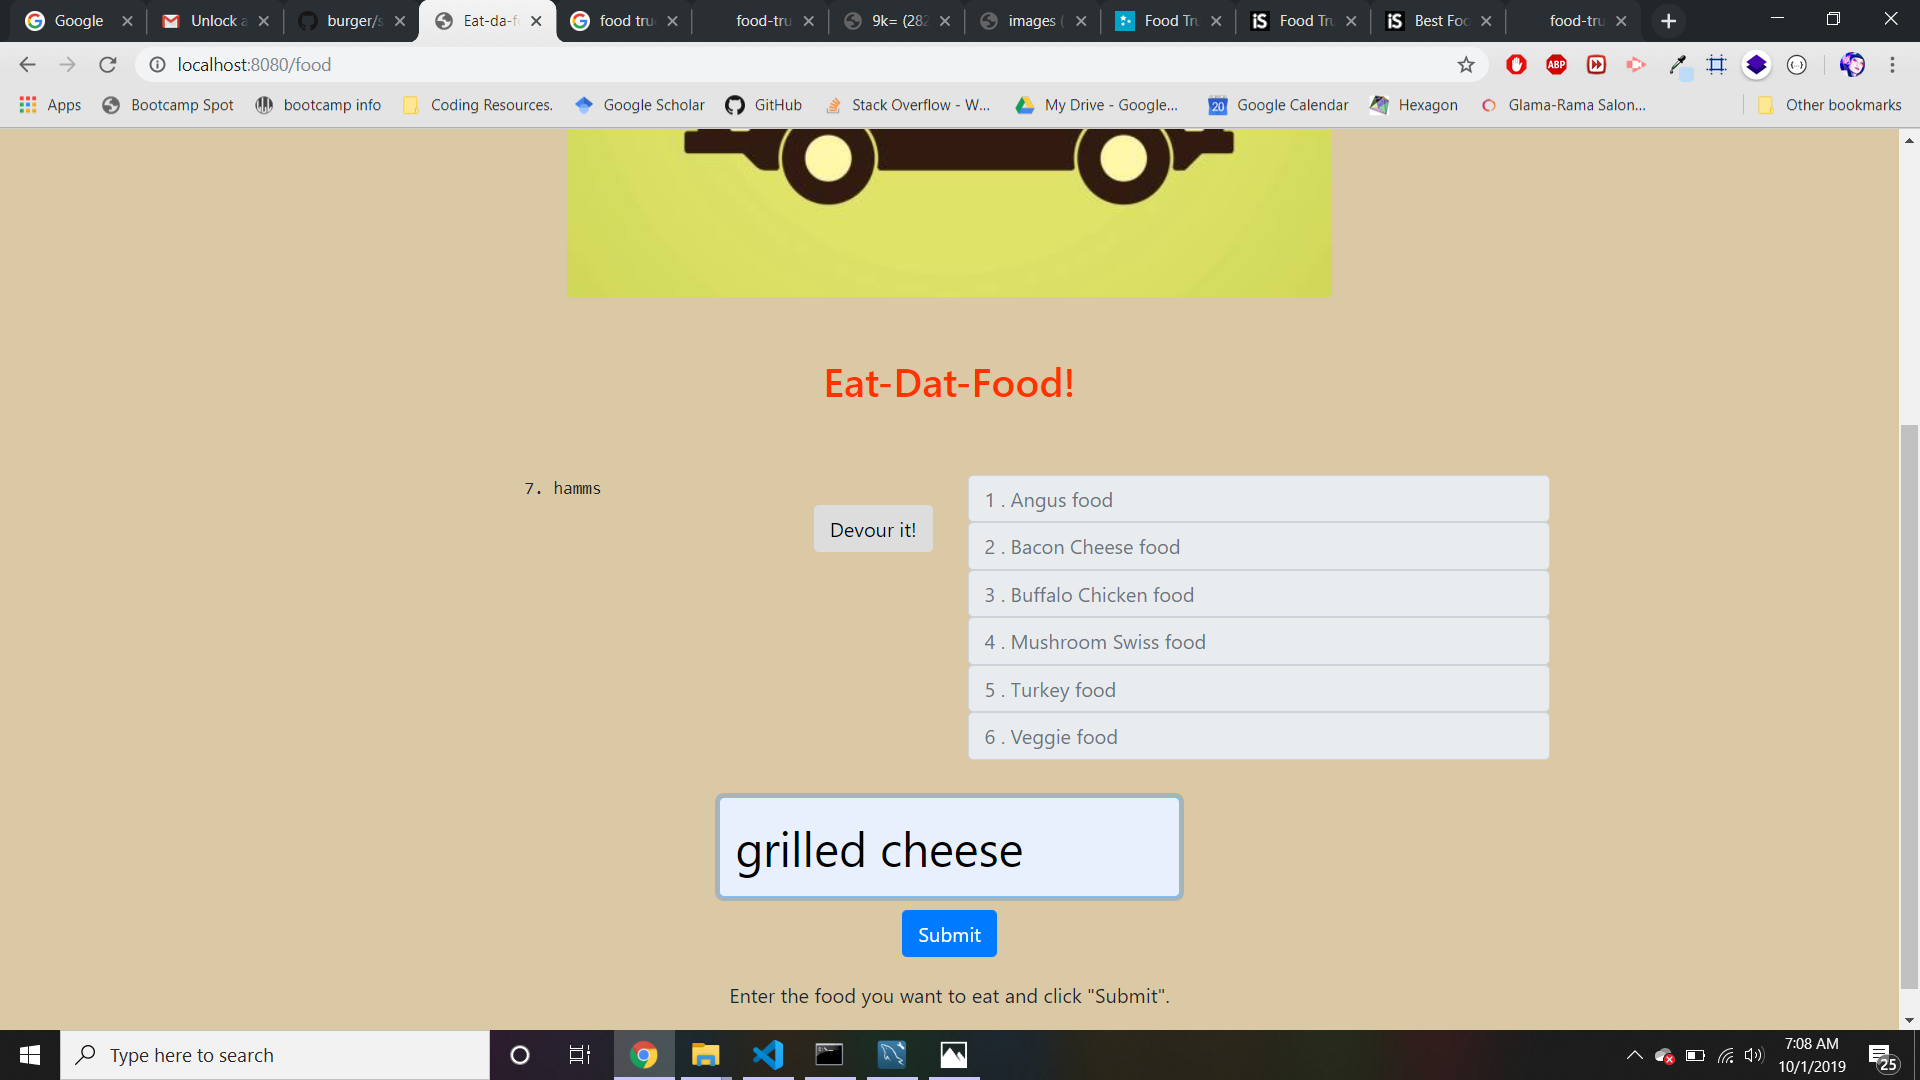 Google
Unlock a
burger/s
Eat-da-f
food tru
food-tru
9k= (282
images (
Food Tru
Food Tru
Best Foo
food-tru
localhost:8080/food
ABP
Apps
Bootcamp Spot
bootcamp info
Coding Resources.
Google Scholar
GitHub
Stack Overflow - W...
My Drive - Google...
20
Google Calendar
Hexagon
Glama-Rama Salon...
Other bookmarks
Eat-Dat-Food!
7. hamms
Devour it!
1 . Angus food
2 . Bacon Cheese food
3 . Buffalo Chicken food
4 . Mushroom Swiss food
5 . Turkey food
6 . Veggie food
grilled cheese
Submit
Enter the food you want to eat and click "Submit".
Type here to search
7:08 AM
10/1/2019
25